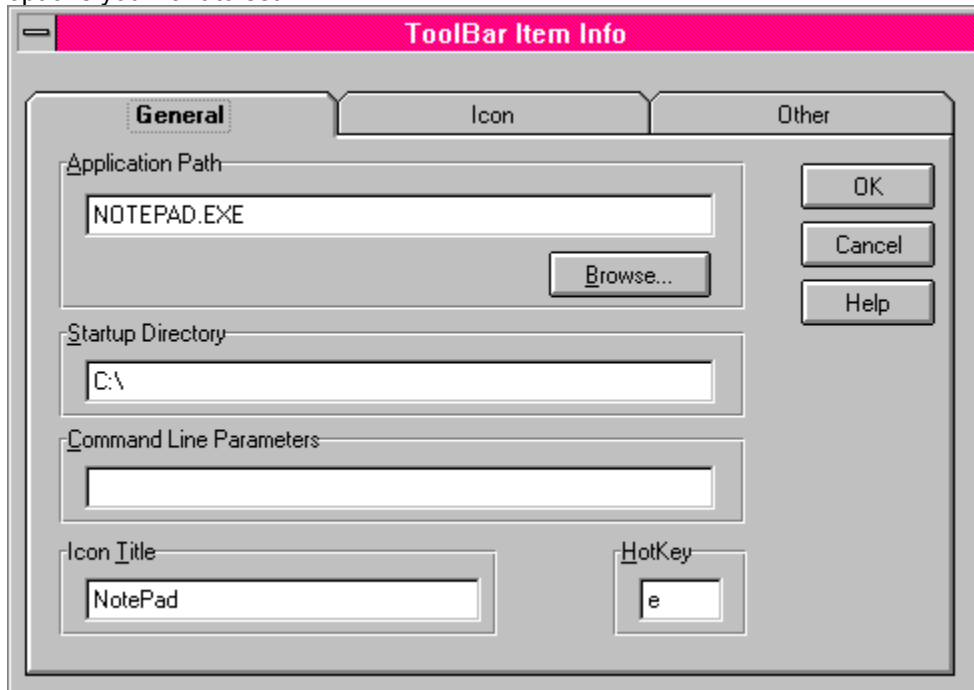 ToolBar Item Info
General Icon Other
Application Path
NOTEPAD.EXE
Browse...
OK
Cancel
Help
Startup Directory
C:\
Command Line Parameters
Icon Title
NotePad
HotKey
e